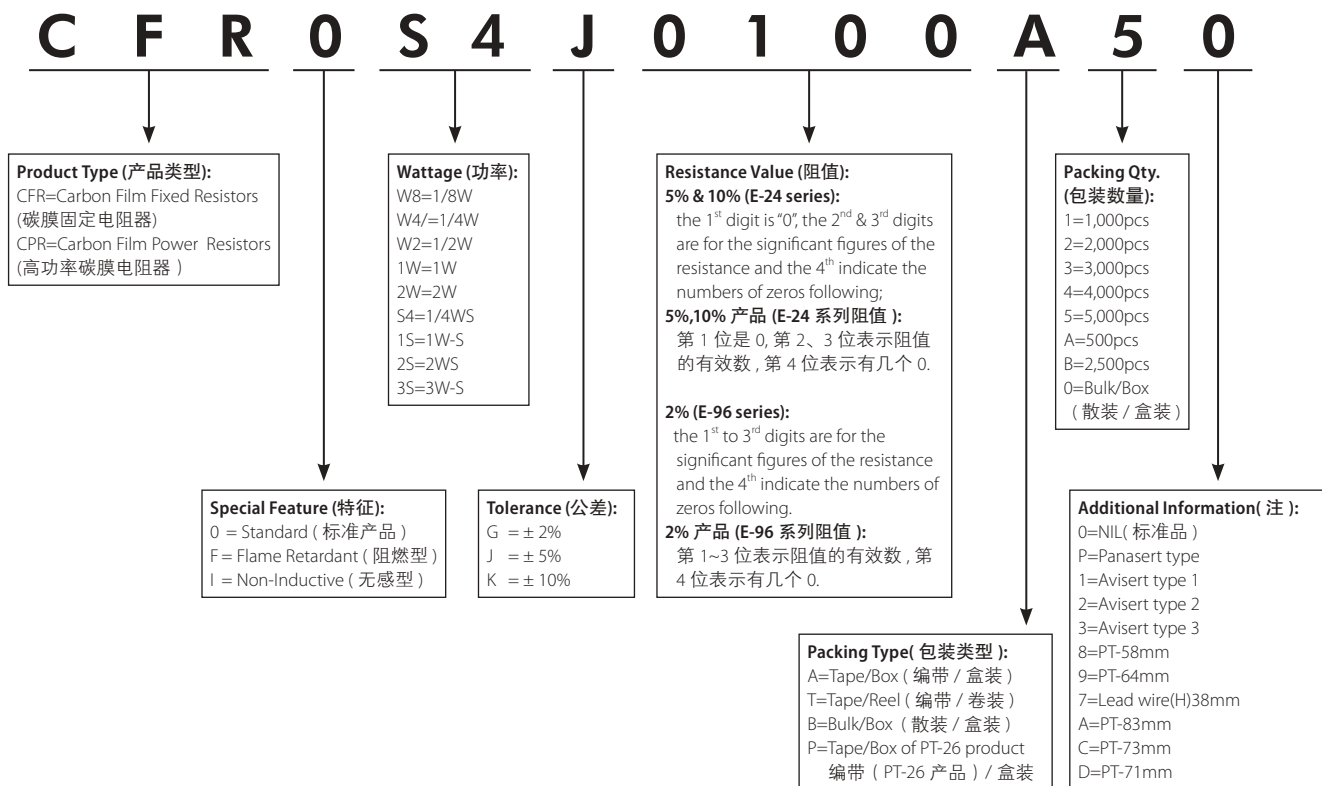 C F R 0 S 4 J 0 1 0 0 A 5 0
Product Type (产品类型):
CFR=Carbon Film Fixed Resistors
(碳膜固定电阻器)
CPR=Carbon Film Power Resistors
(高功率碳膜电阻器 )
Wattage (功率):
W8=1/8W
W4/=1/4W
W2=1/2W
1W=1W
2W=2W
S4=1/4WS
1S=1W-S
2S=2WS
3S=3W-S
Resistance Value (阻值):
5% & 10% (E-24 series):
the 1st digit is “0”, the 2nd & 3rd digits
are for the significant figures of the
resistance and the 4th indicate the
numbers of zeros following;
5%,10% 产品 (E-24 系列阻值 ):
第 1 位是 0, 第 2、3 位表示阻值
的有效数 , 第 4 位表示有几个 0.
2% (E-96 series):
the 1st to 3rd digits are for the
significant figures of the resistance
and the 4th indicate the numbers of
zeros following.
2% 产品 (E-96 系列阻值 ):
第 1~3 位表示阻值的有效数 , 第
4 位表示有几个 0.
Packing Qty.
(包装数量):
1=1,000pcs
2=2,000pcs
3=3,000pcs
4=4,000pcs
5=5,000pcs
A=500pcs
B=2,500pcs
0=Bulk/Box
( 散装 / 盒装 )
Special Feature (特征):
0 = Standard ( 标准产品 )
F = Flame Retardant ( 阻燃型 )
I = Non-Inductive ( 无感型 )
Tolerance (公差):
G = ± 2%
J = ± 5%
K = ± 10%
Packing Type( 包装类型 ):
A=Tape/Box ( 编带 / 盒装 )
T=Tape/Reel ( 编带 / 卷装 )
B=Bulk/Box ( 散装 / 盒装 )
P=Tape/Box of PT-26 product
编带 ( PT-26 产品 ) / 盒装
Additional Information( 注 ):
0=NIL( 标准品 )
P=Panasert type
1=Avisert type 1
2=Avisert type 2
3=Avisert type 3
8=PT-58mm
9=PT-64mm
7=Lead wire(H)38mm
A=PT-83mm
C=PT-73mm
D=PT-71mm